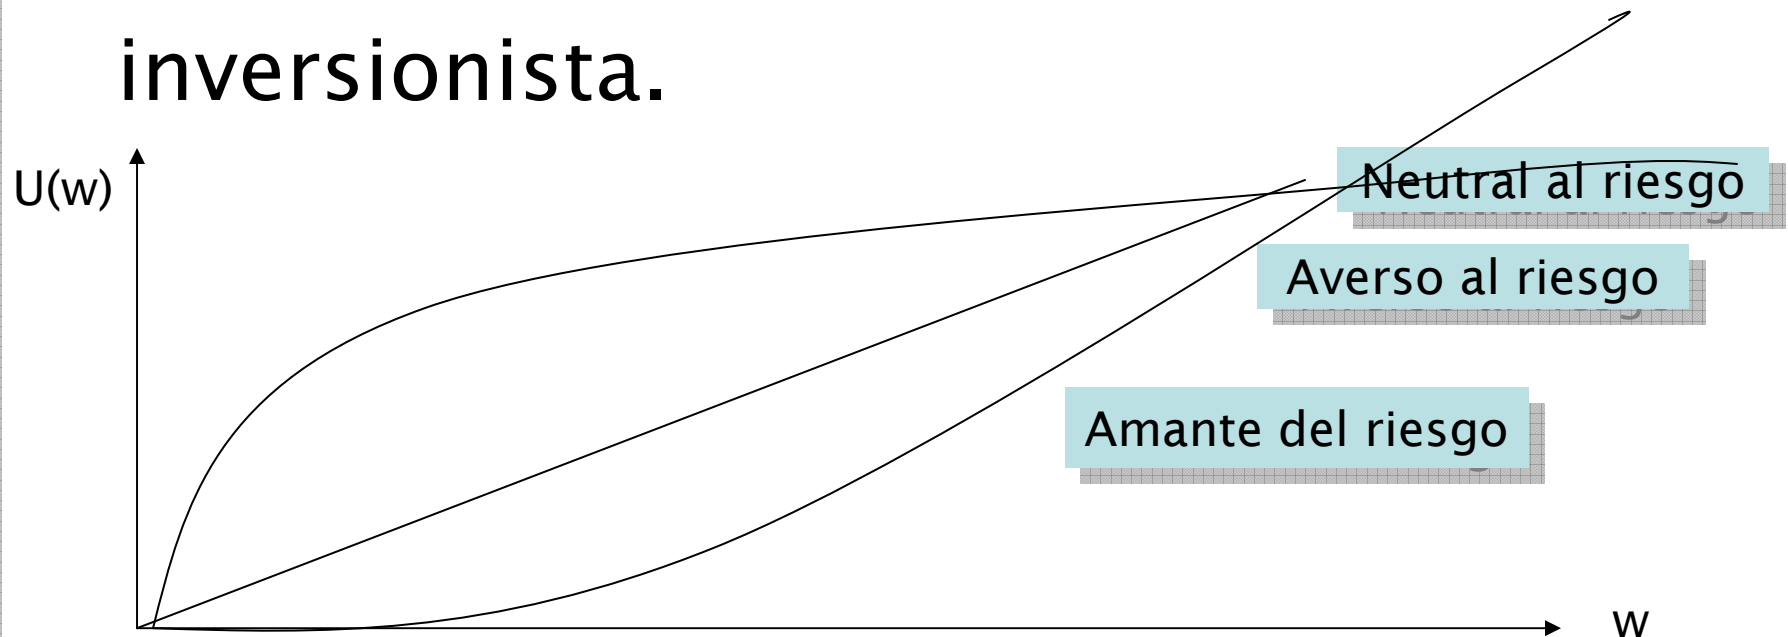 inversionista.
U(w)
Neutral al riesgo
Averso al riesgo
Amante del riesgo
w